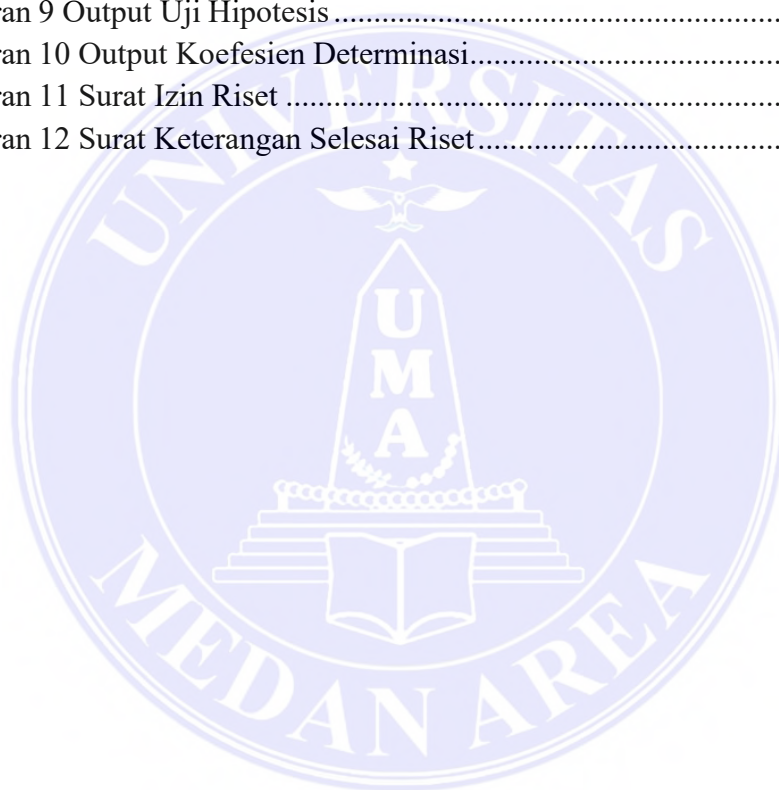 ran 9 Output Uji Hipotesis ........................................................
ran 10 Output Koefesien Determinasi........................................
ran 11 Surat Izin Riset ..............................................................
ran 12 Surat Keterangan Selesai Riset .......................................
UNIVERSITAS
U
M
A
MEDAN AREA